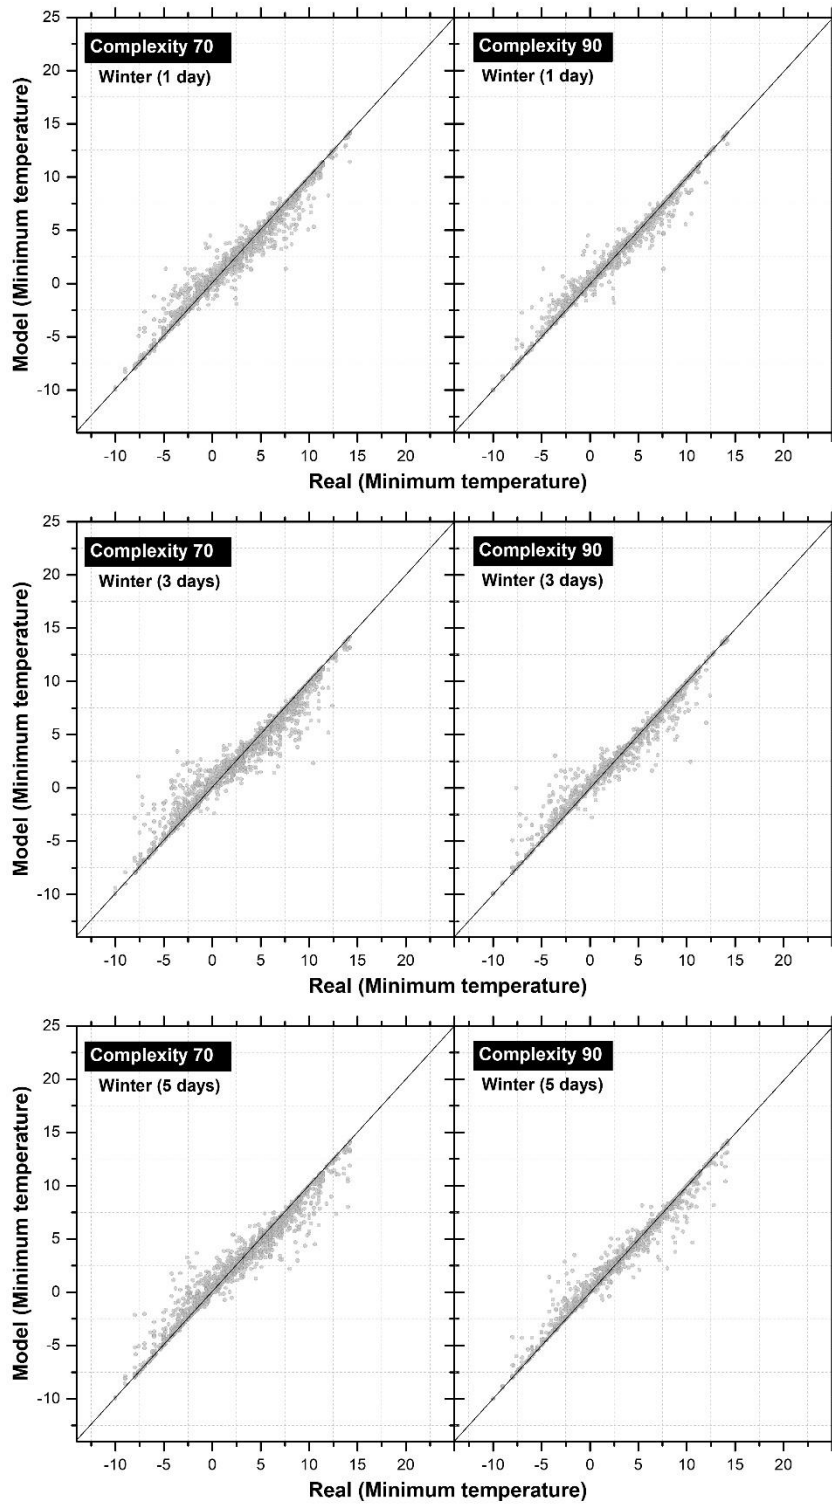 Complexity 70
Winter (1 day)
Complexity 90
Winter (1 day)
Model (Minimum temperature)
25
20
15
10
5
0
-5
-10
-10 -5 0 5 10 15 20 -10 -5 0 5 10 15 20
Real (Minimum temperature)
Complexity 70
Winter (3 days)
Complexity 90
Winter (3 days)
Model (Minimum temperature)
25
20
15
10
5
0
-5
-10
-10 -5 0 5 10 15 20 -10 -5 0 5 10 15 20
Real (Minimum temperature)
Complexity 70
Winter (5 days)
Complexity 90
Winter (5 days)
Model (Minimum temperature)
25
20
15
10
5
0
-5
-10
-10 -5 0 5 10 15 20 -10 -5 0 5 10 15 20
Real (Minimum temperature)